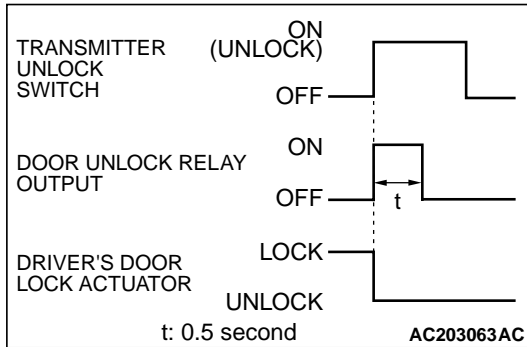 TRANSMITTER
UNLOCK
SWITCH
ON
(UNLOCK)
OFF
DOOR UNLOCK RELAY
OUTPUT
ON
OFF
t
DRIVER'S DOOR
LOCK ACTUATOR
LOCK
UNLOCK
t: 0.5 second
AC203063AC